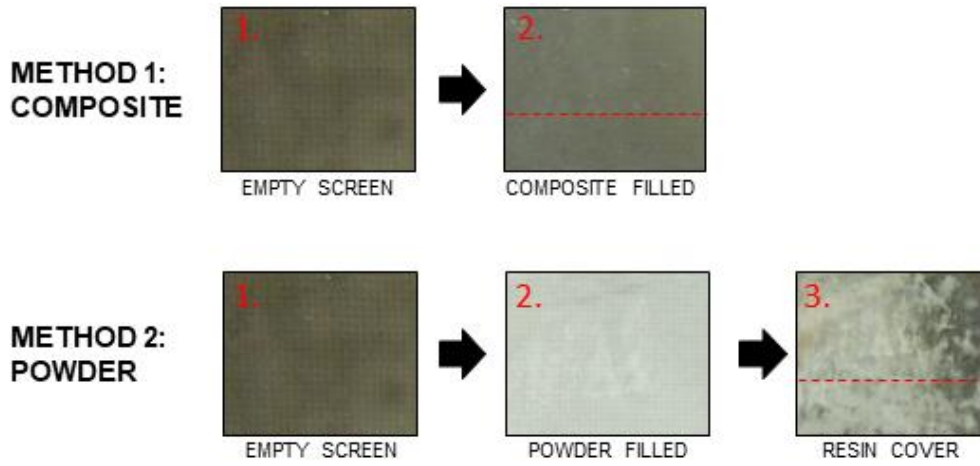 METHOD 1:
COMPOSITE
1.
2.
EMPTY SCREEN
COMPOSITE FILLED
METHOD 2:
POWDER
1.
2.
3.
EMPTY SCREEN
POWDER FILLED
RESIN COVER